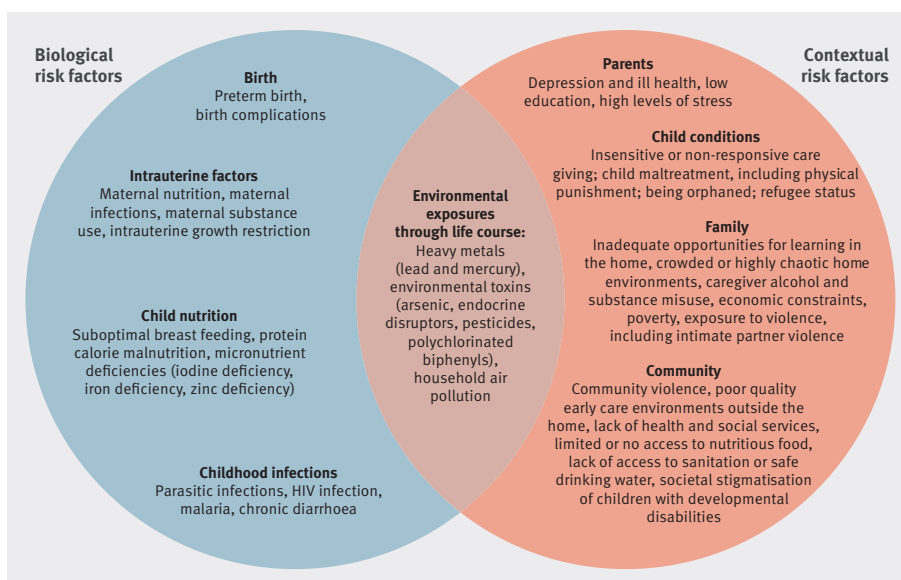 Biological
risk factors
Birth
Preterm birth,
birth complications
Intrauterine factors
Maternal nutrition, maternal
infections, maternal substance
use, intrauterine growth restriction
Child nutrition
Suboptimal breast feeding, protein
calorie malnutrition, micronutrient
deficiencies (iodine deficiency,
iron deficiency, zinc deficiency)
Childhood infections
Parasitic infections, HIV infection,
malaria, chronic diarrhoea
Environmental
exposures
through life course:
Heavy metals
(lead and mercury),
environmental toxins
(arsenic, endocrine
disruptors, pesticides,
polychlorinated
biphenyls),
household air
pollution
Contextual
risk factors
Parents
Depression and ill health, low
education, high levels of stress
Child conditions
Insensitive or non-responsive care
giving; child maltreatment, including physical
punishment; being orphaned; refugee status
Family
Inadequate opportunities for learning in
the home, crowded or highly chaotic home
environments, caregiver alcohol and
substance misuse, economic constraints,
poverty, exposure to violence,
including intimate partner violence
Community
Community violence, poor quality
early care environments outside the
home, lack of health and social services,
limited or no access to nutritious food,
lack of access to sanitation or safe
drinking water, societal stigmatisation
of children with developmental
disabilities